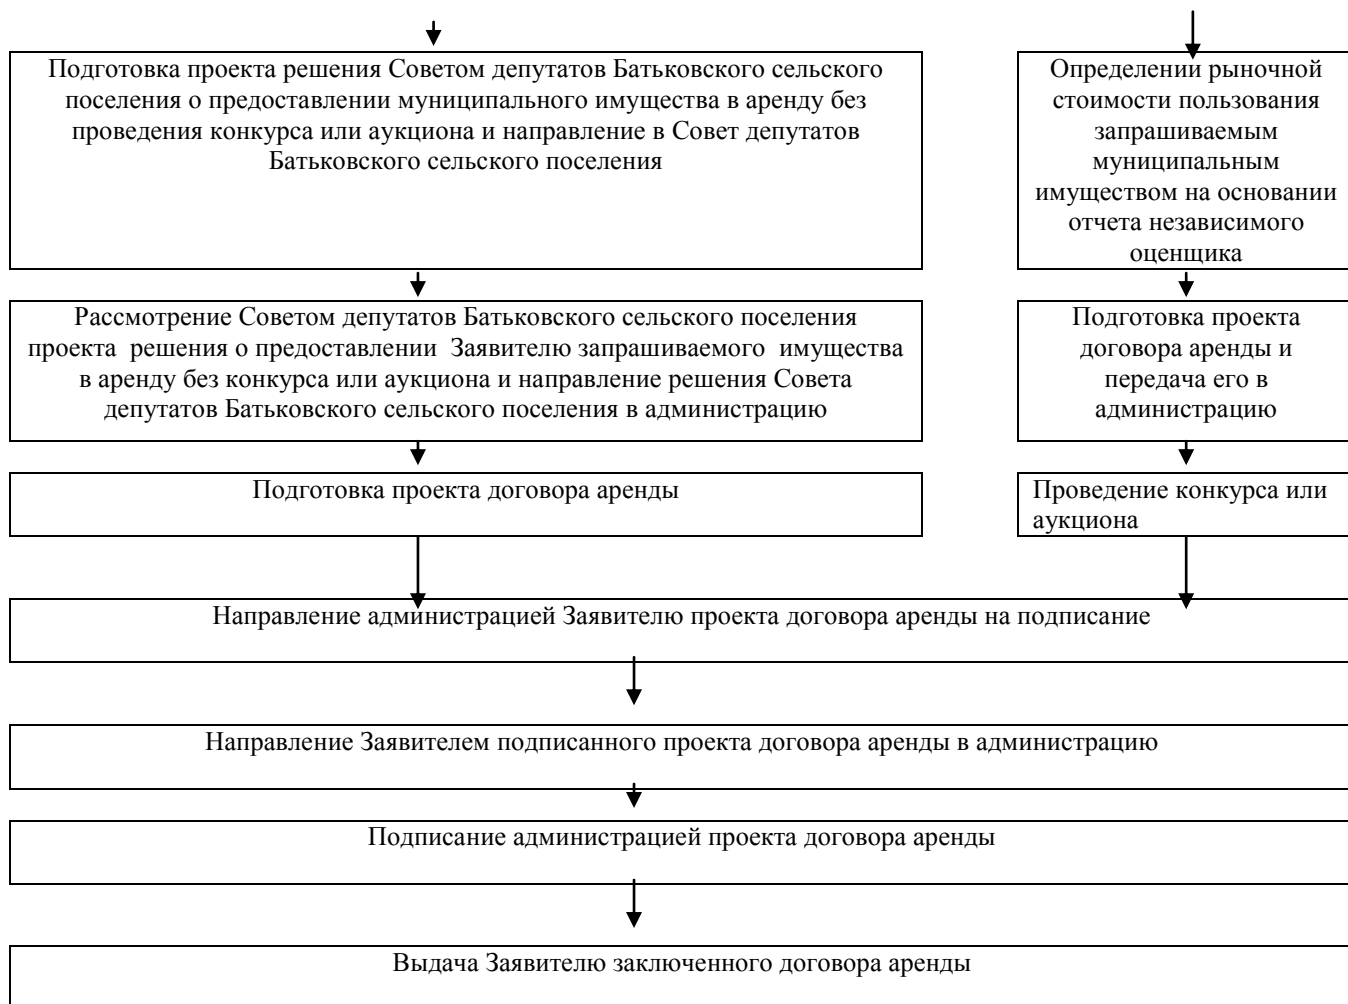 Подготовка проекта решения Советом депутатов Батьковского сельского
поселения о предоставлении муниципального имущества в аренду без
проведения конкурса или аукциона и направление в Совет депутатов
Батьковского сельского поселения
Определении рыночной
стоимости пользования
запрашиваемым
муниципальным
имуществом на основании
отчета независимого
оценщика
Рассмотрение Советом депутатов Батьковского сельского поселения
проекта решения о предоставлении Заявителю запрашиваемого имущества
в аренду без конкурса или аукциона и направление решения Совета
депутатов Батьковского сельского поселения в администрацию
Подготовка проекта
договора аренды и
передача его в
администрацию
Подготовка проекта договора аренды
Проведение конкурса или
аукциона
Направление администрацией Заявителю проекта договора аренды на подписание
Направление Заявителем подписанного проекта договора аренды в администрацию
Подписание администрацией проекта договора аренды
Выдача Заявителю заключенного договора аренды